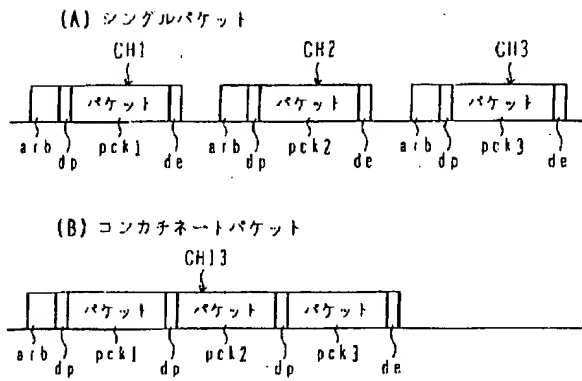 (A) シングルパケット
CH1 CH2 CH3
パケット パケット パケット
arb dp pck1 de arb dp pck2 de arb dp pck3 de
(B) コンカチネートパケット
CH13
パケット パケット パケット
arb dp pck1 dp pck2 dp pck3 de